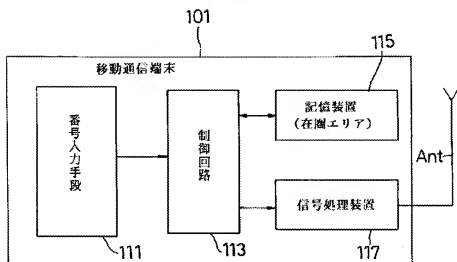 101
移動通信端末
115
番号入力手段
制御回路
記憶装置
(在圏エリア)
Ant
信号処理装置
111
113
117